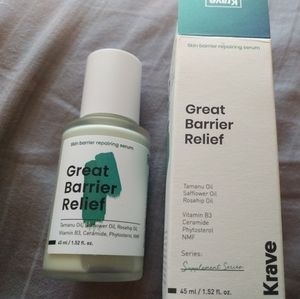 Skin barrier repairing serum
Great
Barrier
Relief
Tamanu Oil, Safflower Oil, Rosehip Oil,
Vitamin B3, Ceramide, Phytosterol,
NMF
45 ml / 1.52 fl. oz.
Krave
Skin barrier repairing serum
Great
Barrier
Relief
Tamanu Oil
Safflower Oil
Rosehip Oil
Vitamin B3
Ceramide
Phytosterol
NMF
Series:
Supplement Series
45 ml / 1.52 fl. oz.
Krave